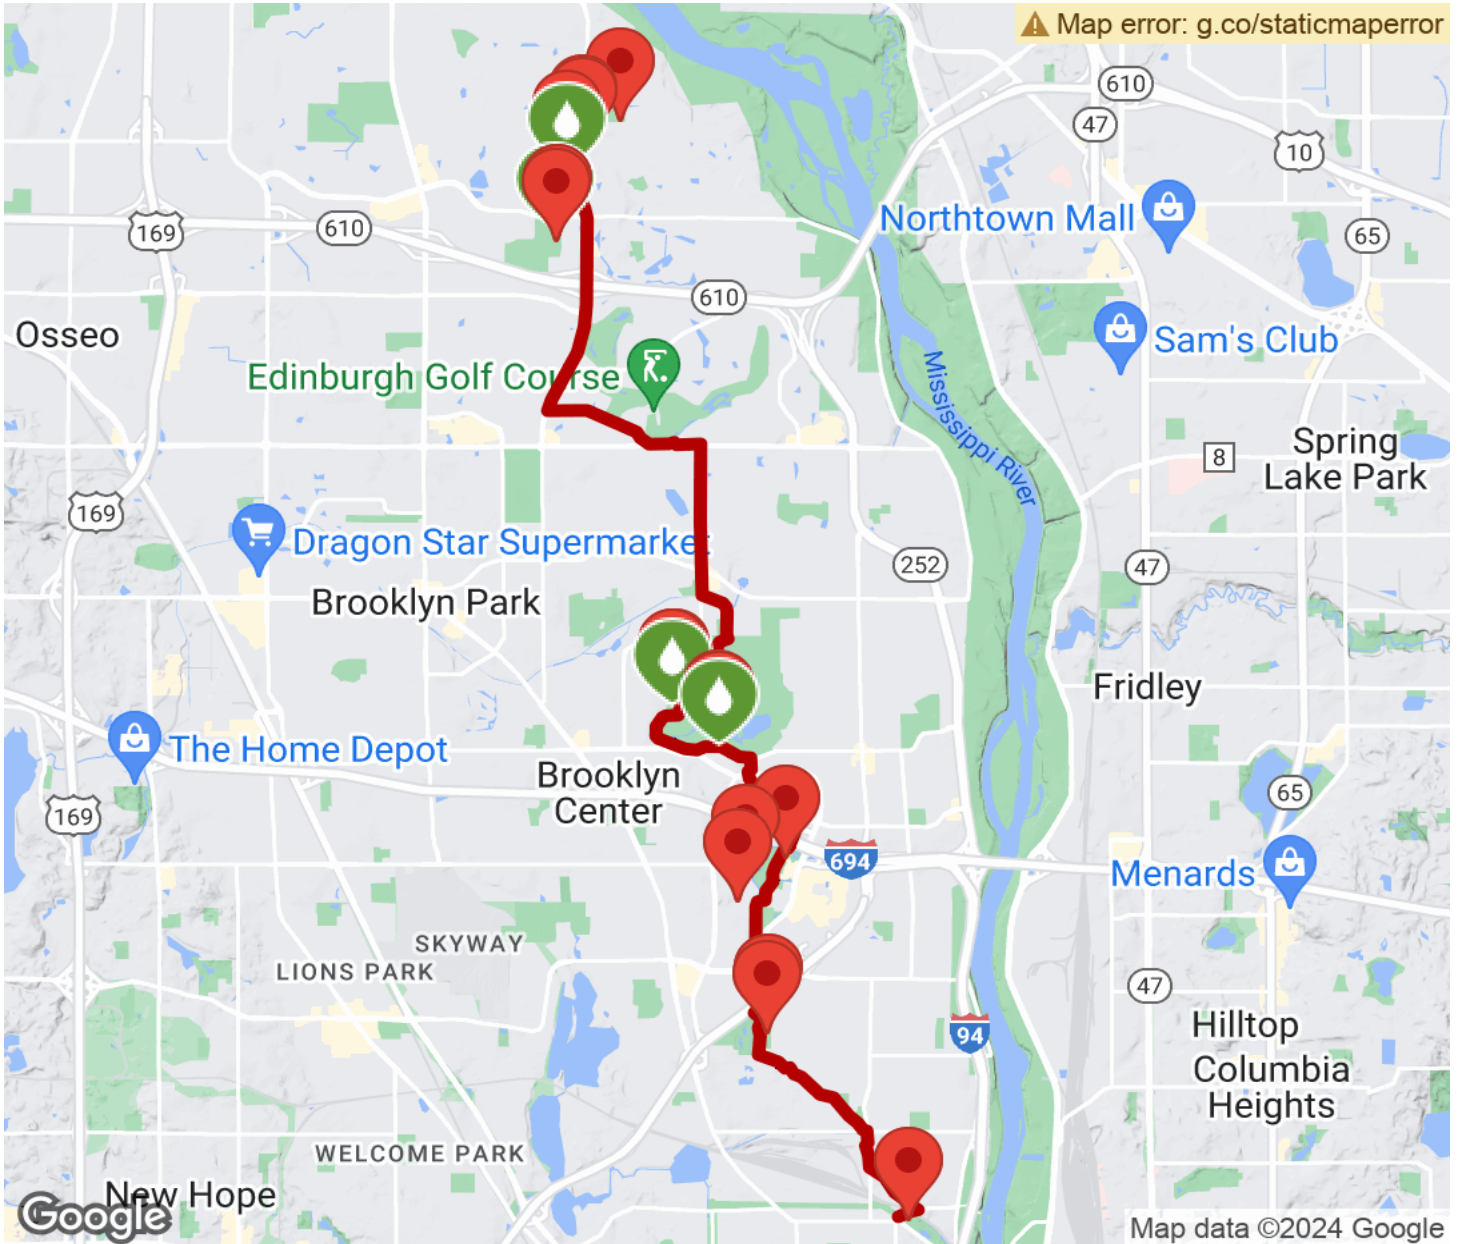 Map error: g.co/staticmaperror
610
47
10
169
610
Northtown Mall
65
610
Osseo
Sam's Club
Edinburgh Golf Course
Mississippi River
Spring
Lake Park
8
169
Dragon Star Supermarket
252
47
Brooklyn Park
Fridley
The Home Depot
Brooklyn
Center
65
169
694
Menards
SKYWAY
LIONS PARK
47
94
Hilltop
Columbia
Heights
WELCOME PARK
New Hope
Google
Map data ©2024 Google